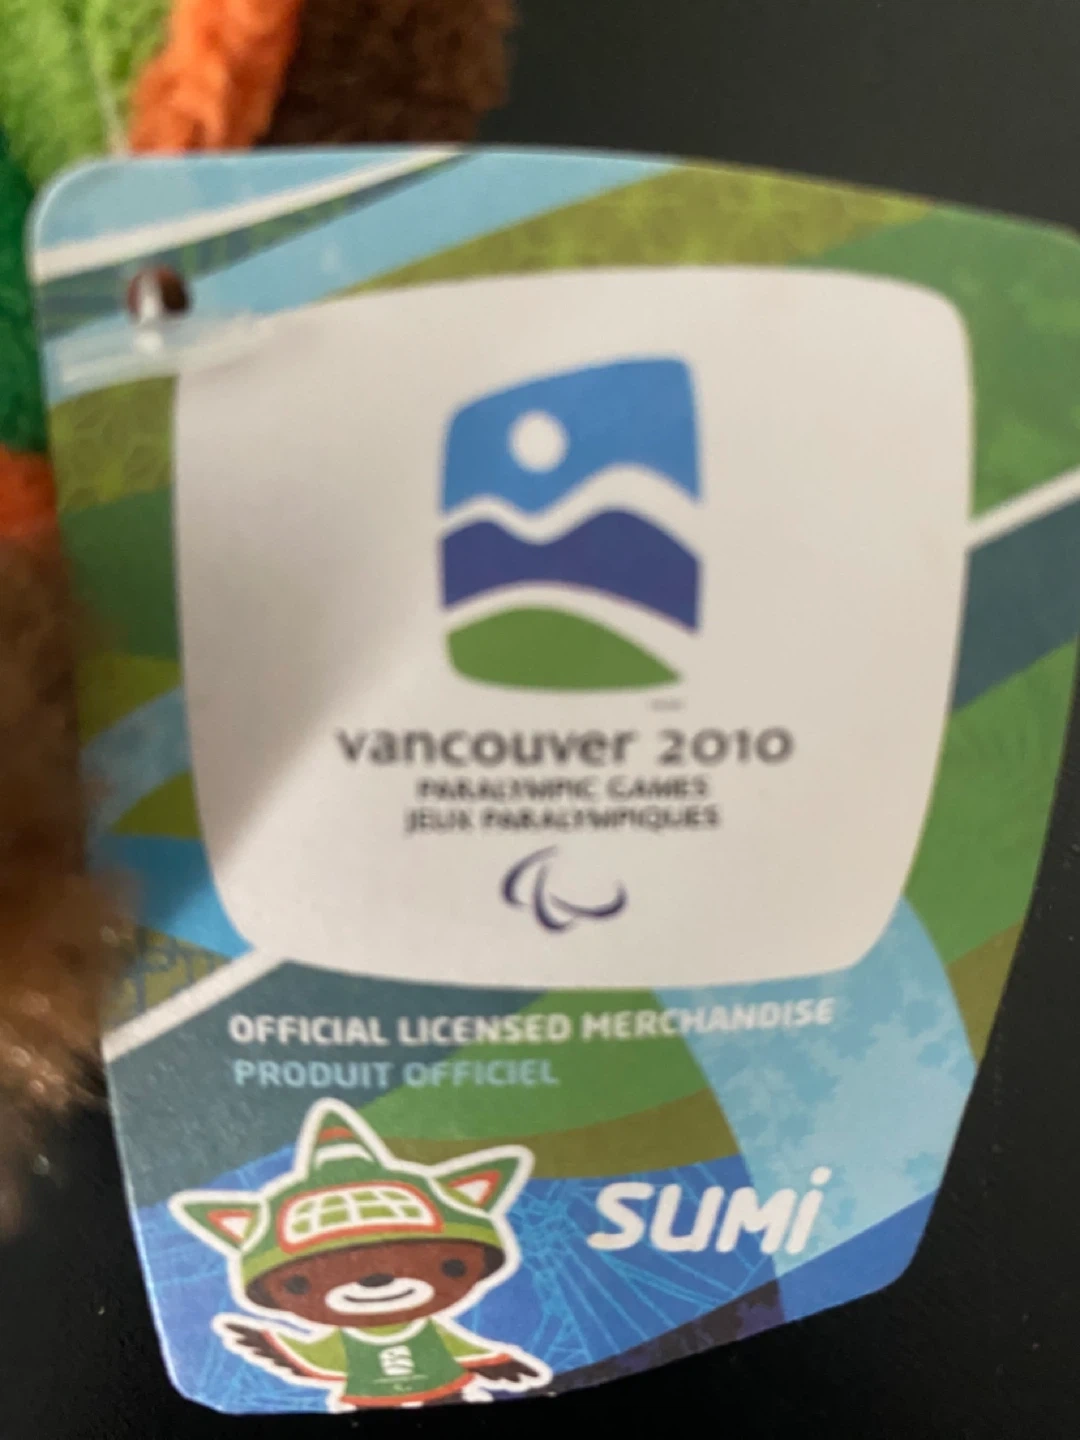 vancouver 2010
PARALYMPIC GAMES
JEUX PARALYMPIQUES
OFFICIAL LICENSED MERCHANDISE
PRODUIT OFFICIEL
SUMi